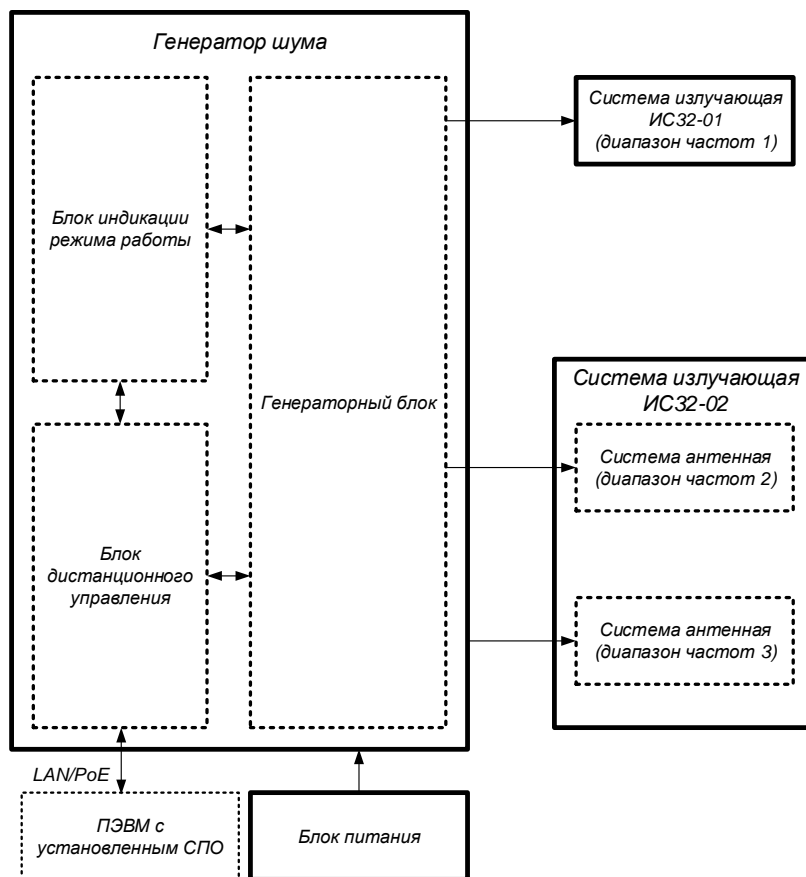 Генератор шума
Блок индикации
режима работы
Генераторный блок
Блок
дистанционного
управления
Система излучающая
ИС32-01
(диапазон частот 1)
Система излучающая
ИС32-02
Система антенная
(диапазон частот 2)
Система антенная
(диапазон частот 3)
LAN/PoE
ПЭВМ с
установленным СПО
Блок питания